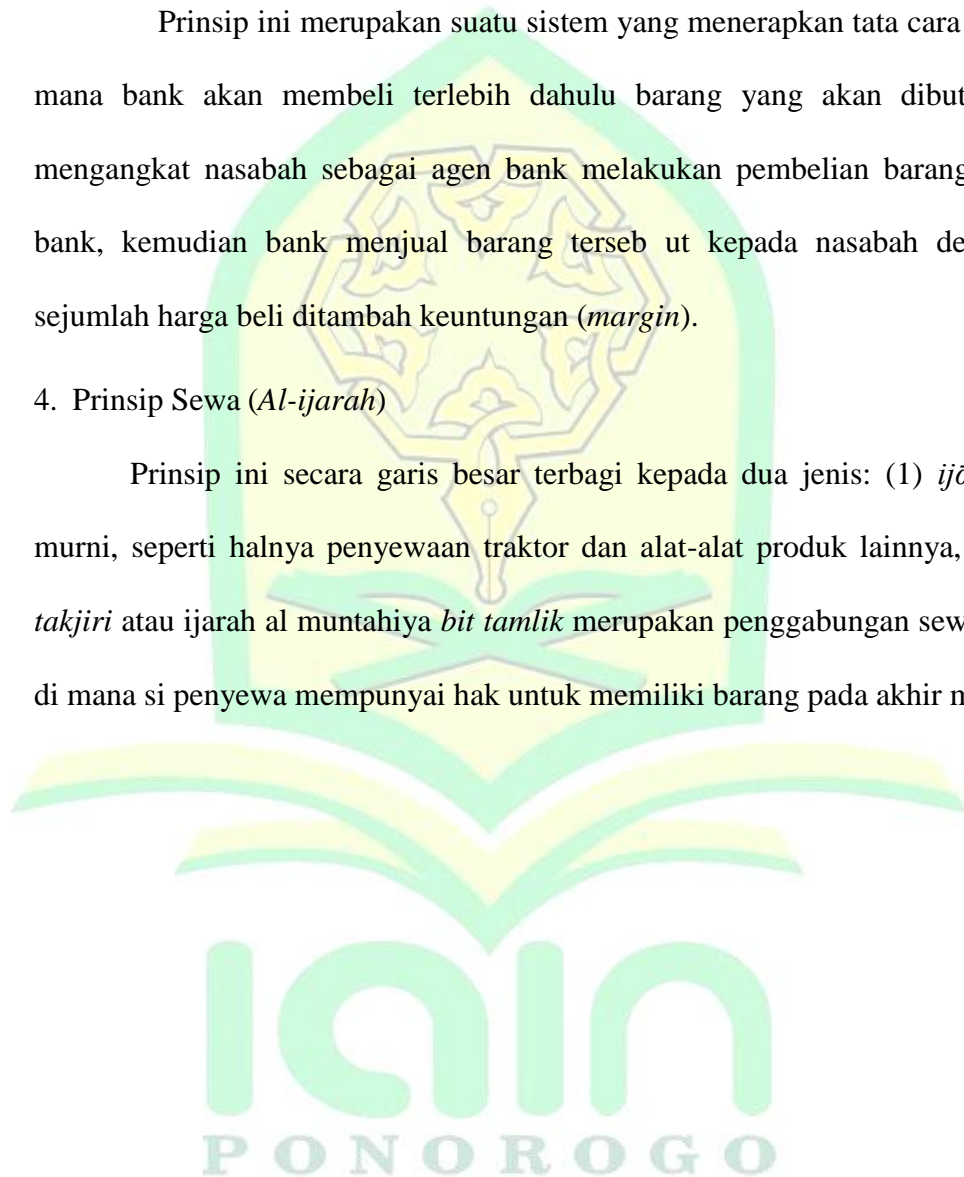 Prinsip ini merupakan suatu sistem yang menerapkan tata cara
mana bank akan membeli terlebih dahulu barang yang akan
mengangkat nasabah sebagai agen bank melakukan pembelian barang
bank, kemudian bank menjual barang terseb ut kepada nasabah
sejumlah harga beli ditambah keuntungan (margin).
4. Prinsip Sewa (Al-ijarah)
Prinsip ini secara garis besar terbagi kepada dua jenis: (1)
murni, seperti halnya penyewaan traktor dan alat-alat produk lainnya,
takjiri atau ijarah al muntahiya bit tamlik merupakan penggabungan
di mana si penyewa mempunyai hak untuk memiliki barang pada akhir
iain
PONOROGO